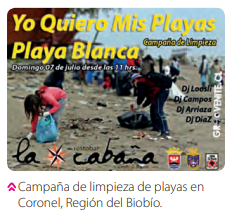 Yo Quiero Mis Playas
Campaña de Limpieza
Playa Blanca
Domingo 07 de julio desde las 11 hrs...
Dj Loosli
Dj Campos
Dj Arriaza
Dj Diaz
la cabaña
Campaña de limpieza de playas en
Coronel, Región del Biobío.